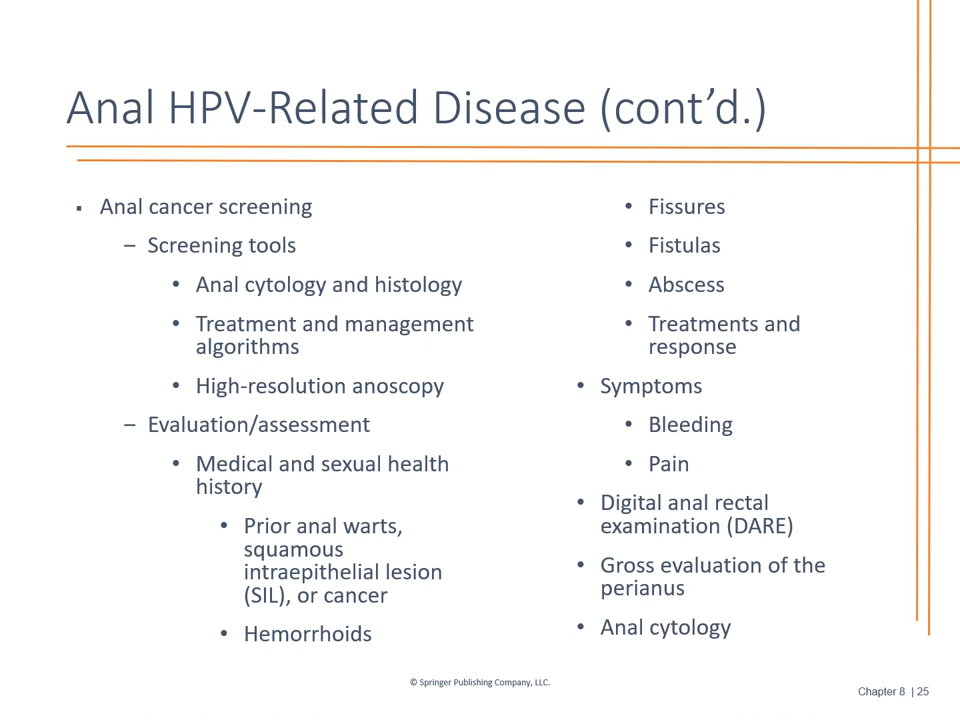 Anal HPV-Related Disease (cont’d.)
▪ Anal cancer screening
– Screening tools
• Anal cytology and histology
• Treatment and management
algorithms
• High-resolution anoscopy
– Evaluation/assessment
• Medical and sexual health
history
• Prior anal warts,
squamous
intraepithelial lesion
(SIL), or cancer
• Hemorrhoids
• Fissures
• Fistulas
• Abscess
• Treatments and
response
• Symptoms
• Bleeding
• Pain
• Digital anal rectal
examination (DARE)
• Gross evaluation of the
perianus
• Anal cytology
© Springer Publishing Company, LLC.
Chapter 8 | 25